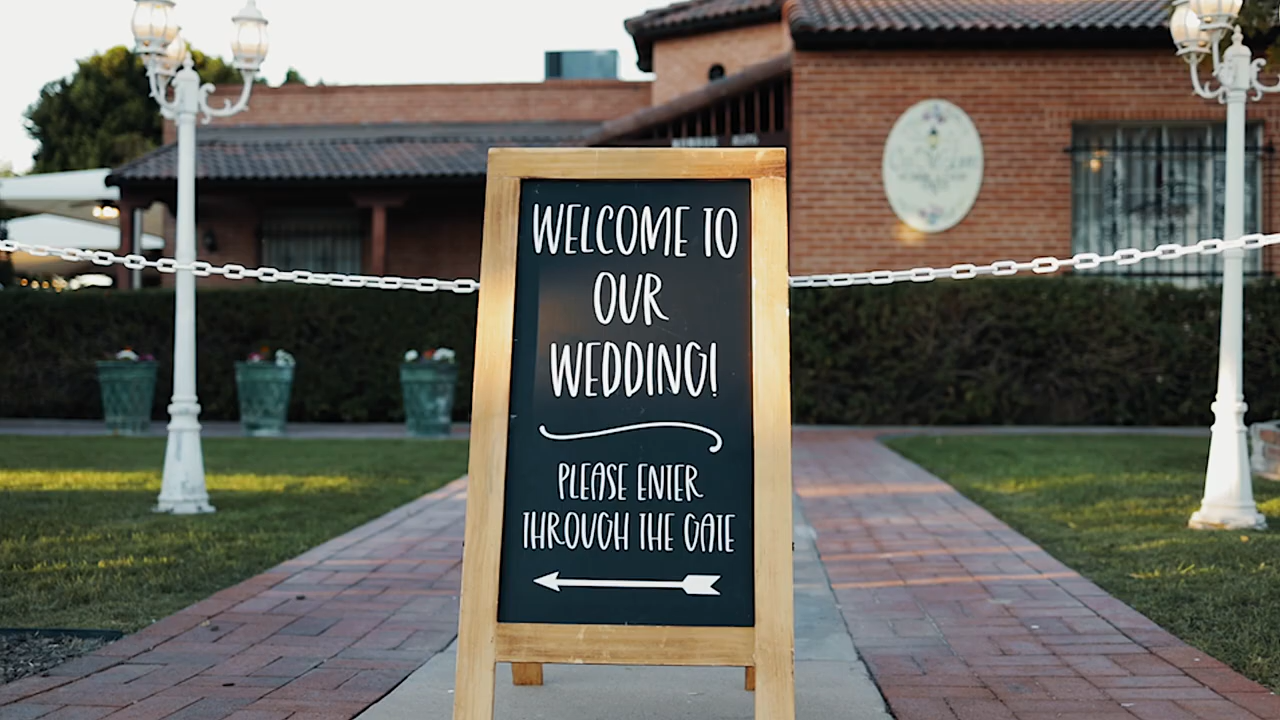 WELCOME TO
OUR
WEDDING!
PLEASE ENTER
THROUGH THE GATE